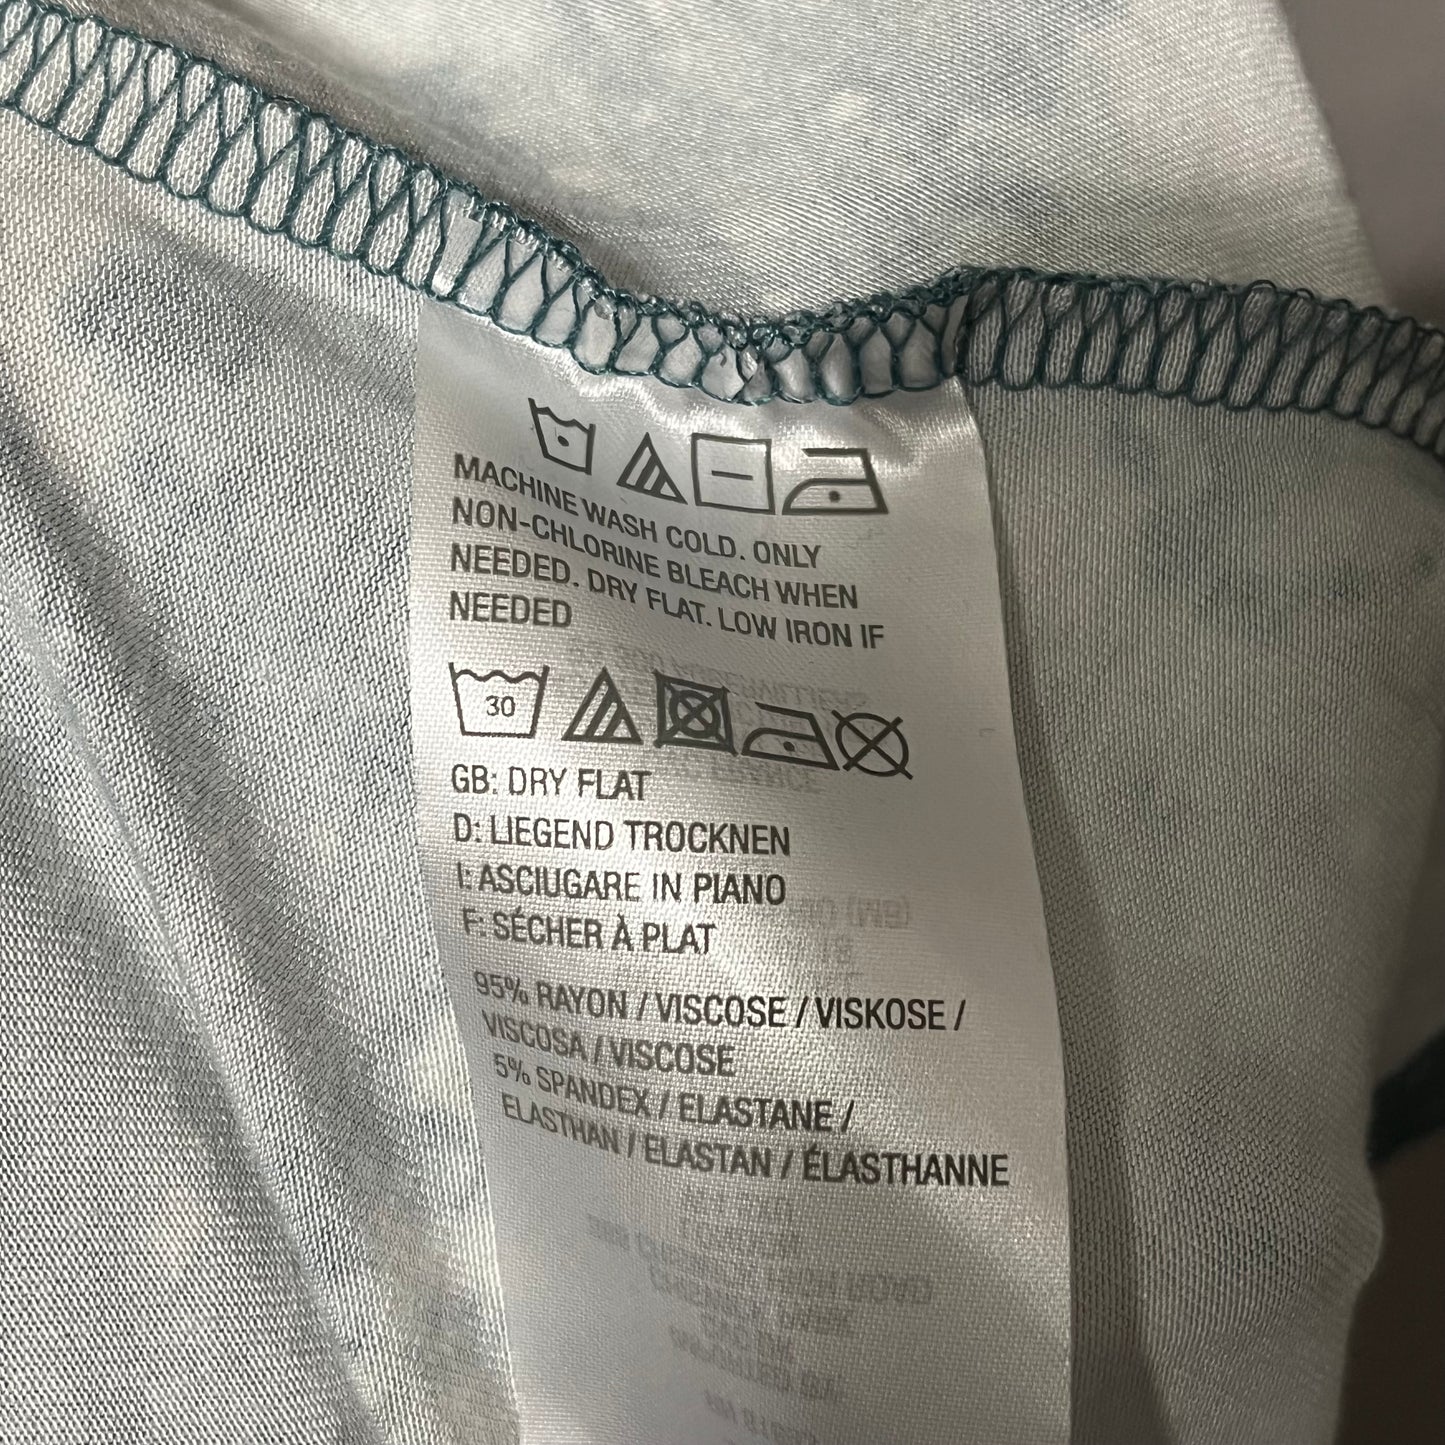 MACHINE WASH COLD. ONLY
NON-CHLORINE BLEACH WHEN
NEEDED. DRY FLAT. LOW IRON IF
NEEDED
30
GB: DRY FLAT
D: LIEGEND TROCKNEN
I: ASCIUGARE IN PIANO
F: SÉCHER À PLAT
95% RAYON / VISCOSE / VISKOSE /
VISCOSA / VISCOSE
5% SPANDEX / ELASTANE /
ELASTHAN / ELASTAN / ÉLASTHANNE